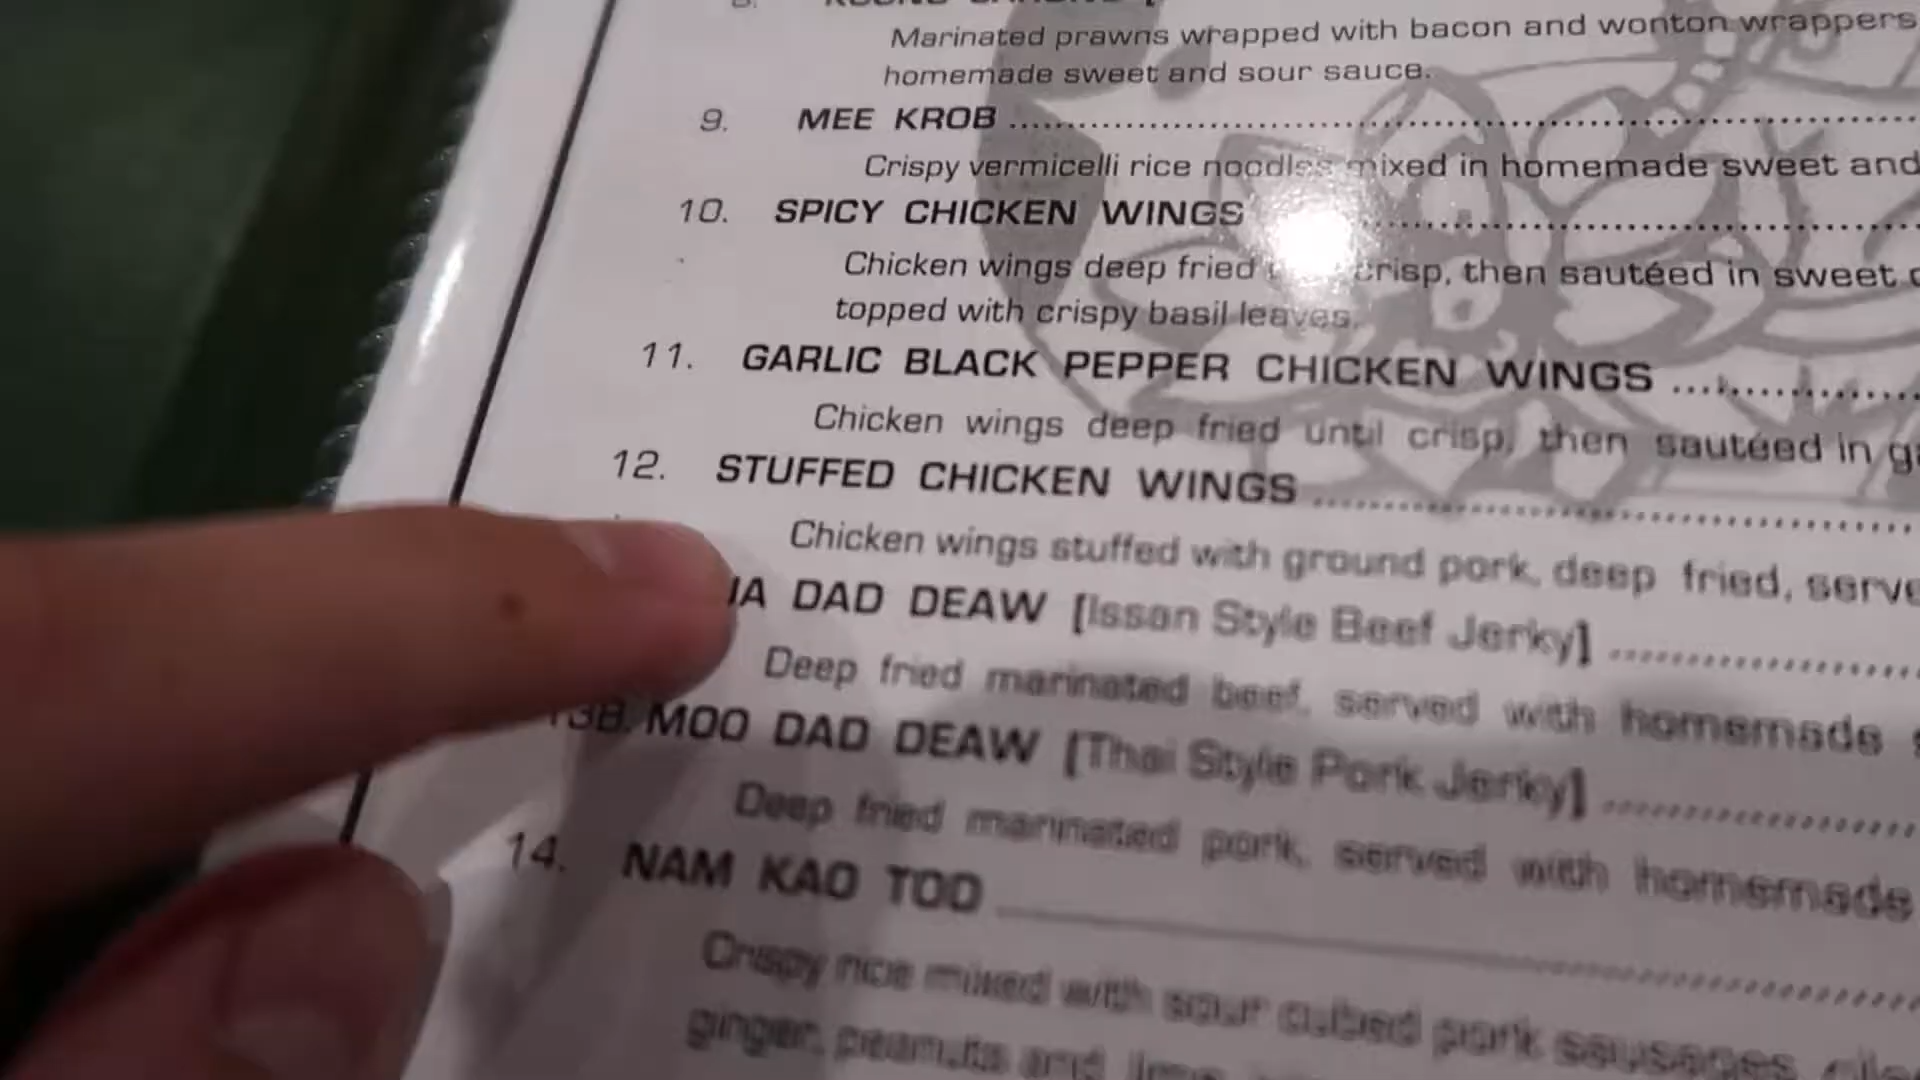 8.
Marinated prawns wrapped with bacon and wonton wrappers
homemade sweet and sour sauce.
9. MEE KROB
Crispy vermicelli rice noodles mixed in homemade sweet and
10. SPICY CHICKEN WINGS
Chicken wings deep fried crisp, then sautéed in sweet
topped with crispy basil leaves.
11. GARLIC BLACK PEPPER CHICKEN WINGS
Chicken wings deep fried until crisp, then sautéed in
12. STUFFED CHICKEN WINGS
Chicken wings stuffed with ground pork, deep fried,
DAD DEAW [Issan Style Beef Jerky]
Deep fried marinated beef, served with homemade
13B. MOO DAD DEAW [Thai Style Pork Jerky]
Deep fried marinated pork, served with homemade
14. NAM KAO TOD
Crispy rice mixed with sour cubed pork sausages,
ginger, peanuts and lime